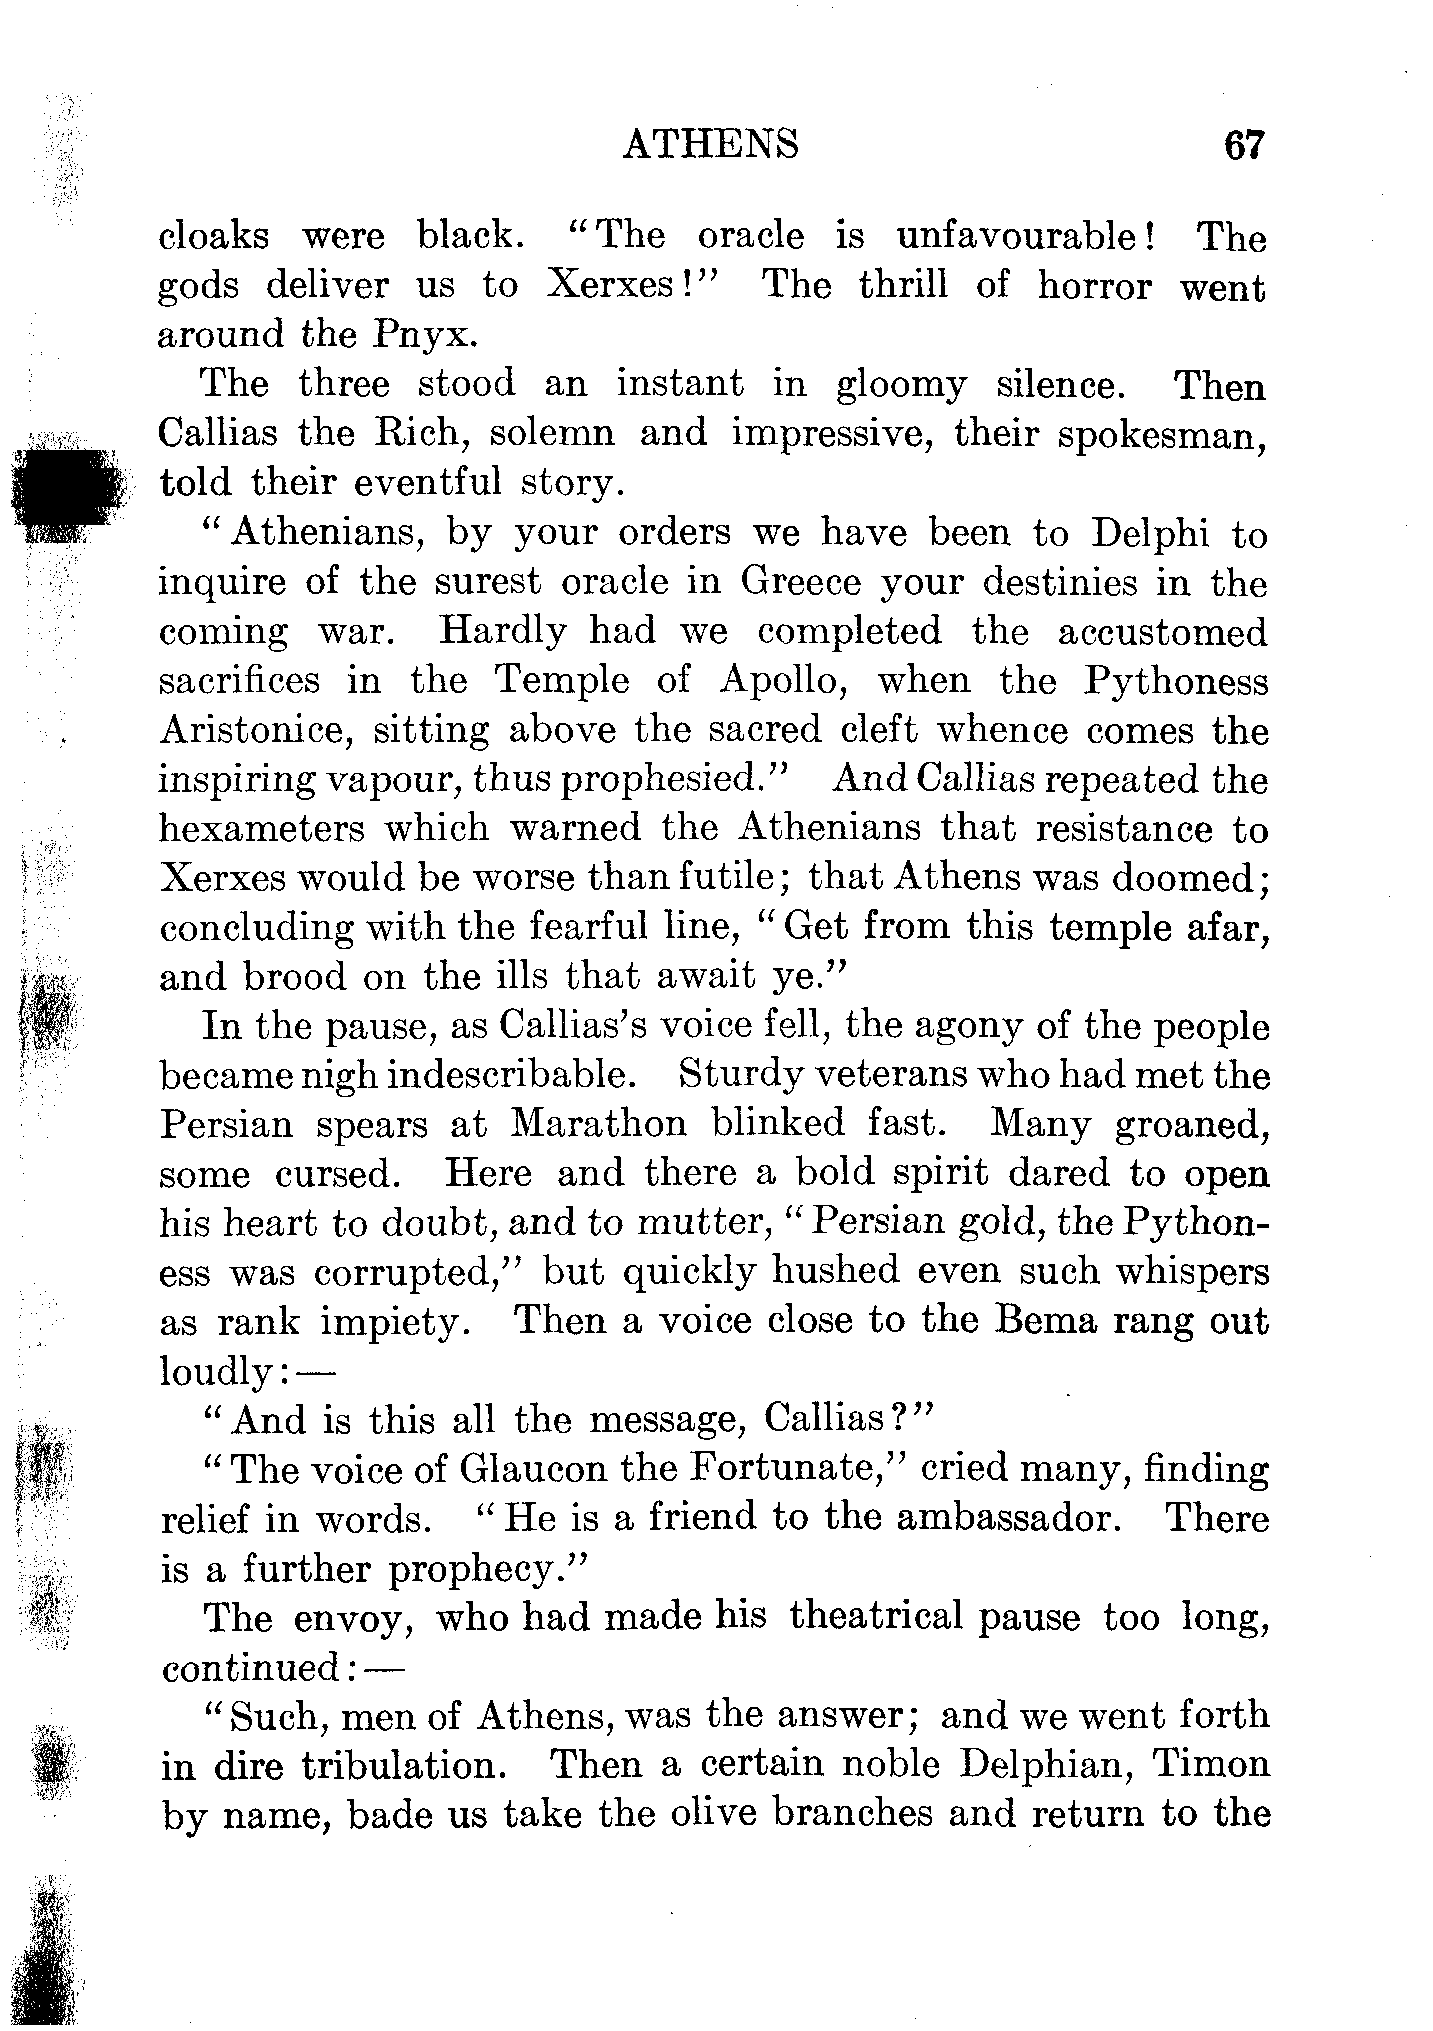 ATHENS 67
cloaks were black. "The oracle is unfavourable! The
gods deliver us to Xerxes!" The thrill of horror went
around the Pnyx.
The three stood an instant in gloomy silence. Then
Callias the Rich, solemn and impressive, their spokesman,
told their eventful story.
"Athenians, by your orders we have been to Delphi to
inquire of the surest oracle in Greece your destinies in the
coming war. Hardly had we completed the accustomed
sacrifices in the Temple of Apollo, when the Pythoness
Aristonice, sitting above the sacred cleft whence comes the
inspiring vapour, thus prophesied." And Callias repeated the
hexameters which warned the Athenians that resistance to
Xerxes would be worse than futile; that Athens was doomed;
concluding with the fearful line, "Get from this temple afar,
and brood on the ills that await ye."
In the pause, as Callias's voice fell, the agony of the people
became nigh indescribable. Sturdy veterans who had met the
Persian spears at Marathon blinked fast. Many groaned,
some cursed. Here and there a bold spirit dared to open
his heart to doubt, and to mutter, "Persian gold, the Python-
ess was corrupted," but quickly hushed even such whispers
as rank impiety. Then a voice close to the Bema rang out
loudly:—
"And is this all the message, Callias?"
"The voice of Glaucon the Fortunate," cried many, finding
relief in words. "He is a friend to the ambassador. There
is a further prophecy."
The envoy, who had made his theatrical pause too long,
continued:—
"Such, men of Athens, was the answer; and we went forth
in dire tribulation. Then a certain noble Delphian, Timon
by name, bade us take the olive branches and return to the